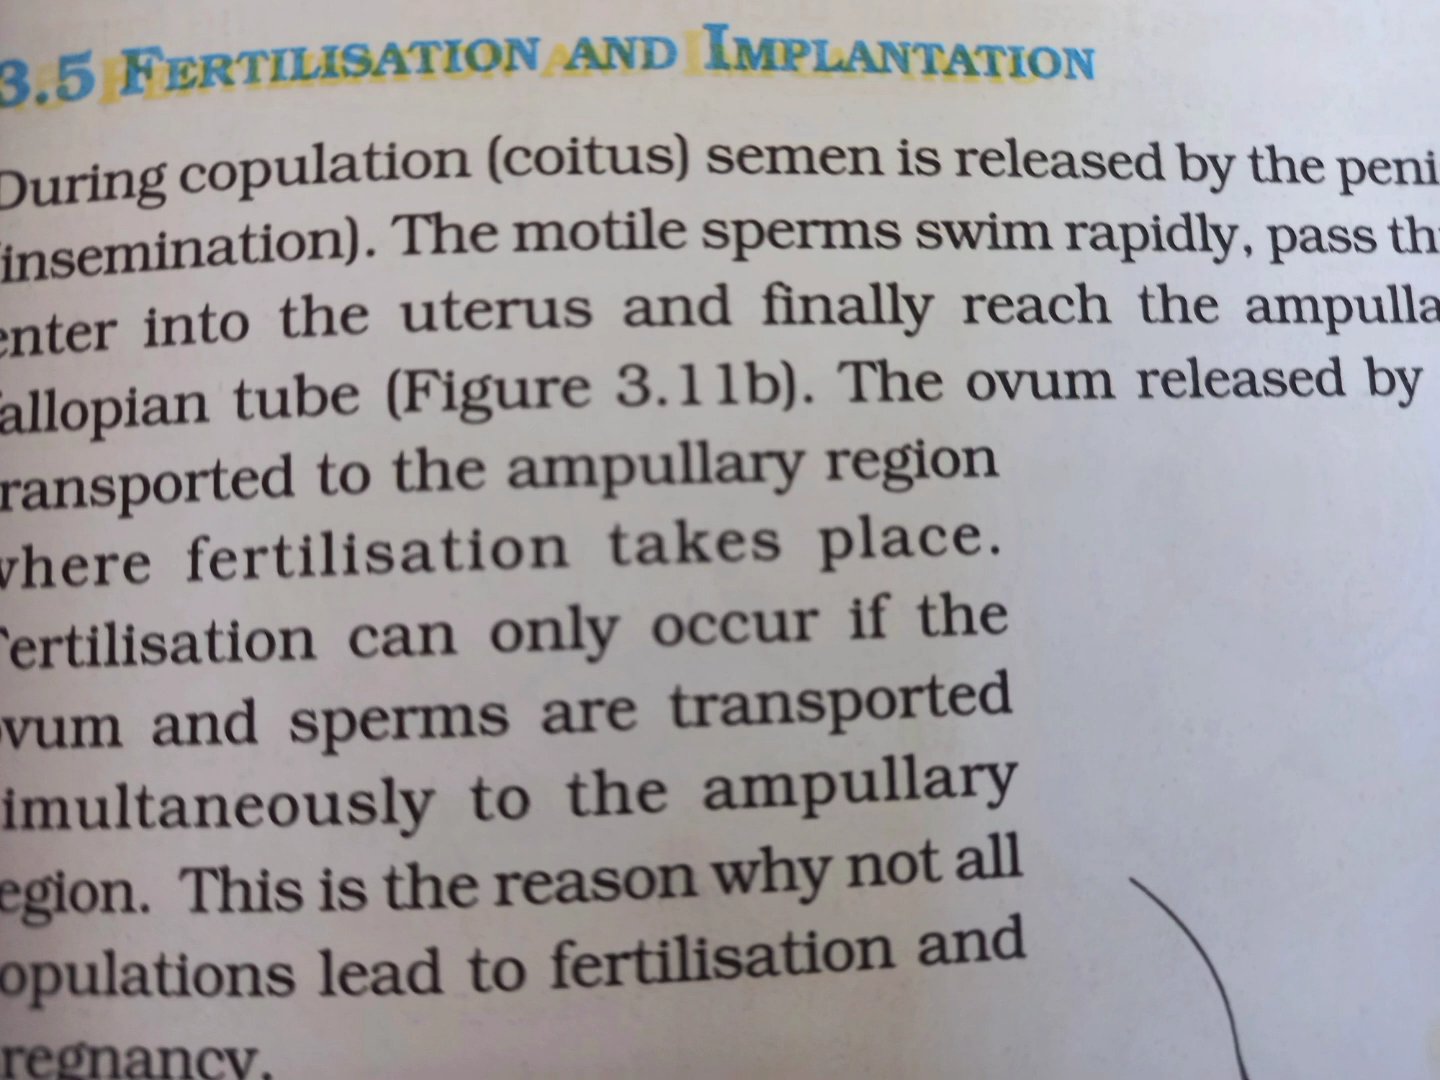 3.5 FERTILISATION AND IMPLANTATION
During copulation (coitus) semen is released by the peni
insemination). The motile sperms swim rapidly, pass th
enter into the uterus and finally reach the ampulla
allopian tube (Figure 3.11b). The ovum released by
ransported to the ampullary region
where fertilisation takes place.
ertilisation can only occur if the
ovum and sperms are transported
imultaneously to the ampullary
egion. This is the reason why not all
opulations lead to fertilisation and
regnancy.